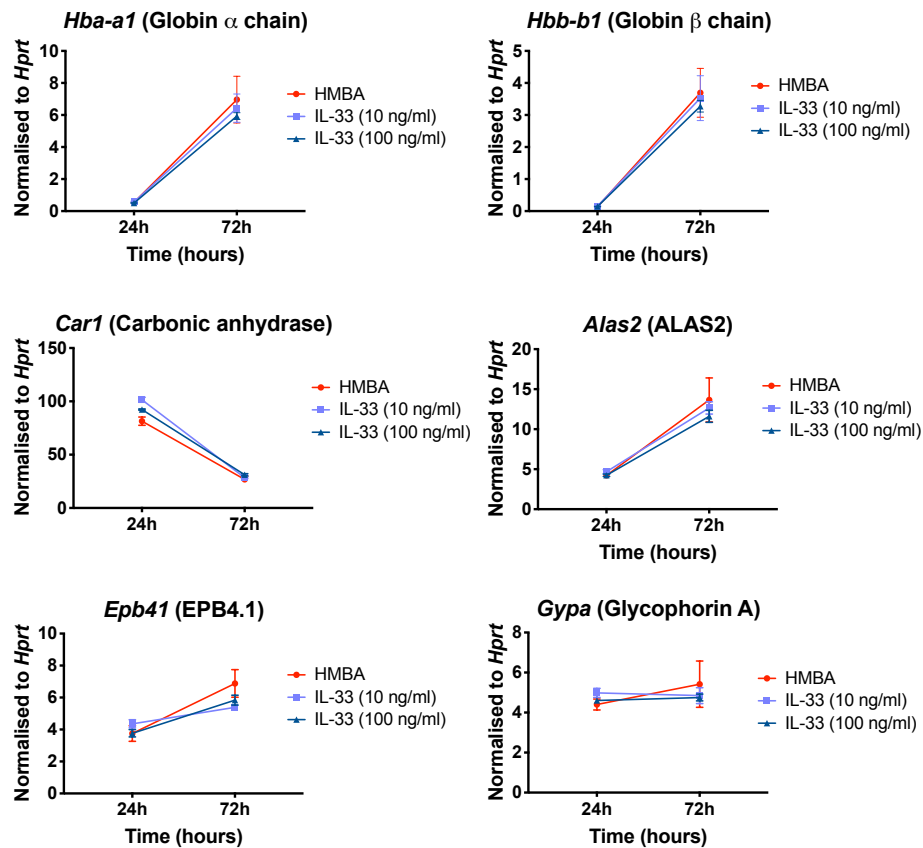 Hba-a1 (Globin α chain)
Normalised to Hprt
10
8
6
4
2
0
24h
72h
Time (hours)
HMBA
IL-33 (10 ng/ml)
IL-33 (100 ng/ml)
Hbb-b1 (Globin β chain)
Normalised to Hprt
5
4
3
2
1
0
24h
72h
Time (hours)
HMBA
IL-33 (10 ng/ml)
IL-33 (100 ng/ml)
Car1 (Carbonic anhydrase)
Normalised to Hprt
150
100
50
0
24h
72h
Time (hours)
HMBA
IL-33 (10 ng/ml)
IL-33 (100 ng/ml)
Alas2 (ALAS2)
Normalised to Hprt
20
15
10
5
0
24h
72h
Time (hours)
HMBA
IL-33 (10 ng/ml)
IL-33 (100 ng/ml)
Epb41 (EPB4.1)
Normalised to Hprt
10
8
6
4
2
0
24h
72h
Time (hours)
HMBA
IL-33 (10 ng/ml)
IL-33 (100 ng/ml)
Gypa (Glycophorin A)
Normalised to Hprt
8
6
4
2
0
24h
72h
Time (hours)
HMBA
IL-33 (10 ng/ml)
IL-33 (100 ng/ml)